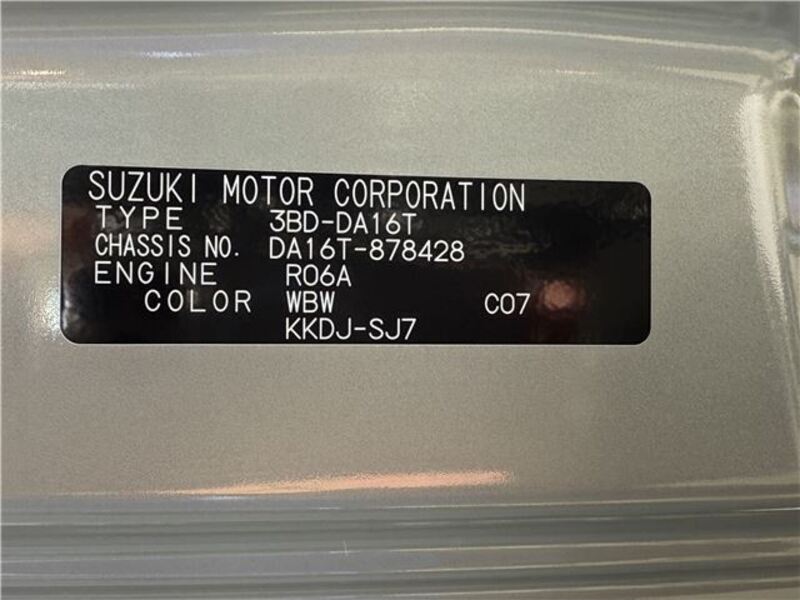 SUZUKI MOTOR CORPORATION
TYPE 3BD-DA16T
CHASSIS NO. DA16T-878428
ENGINE R06A
COLOR WBW C07
KKDJ-SJ7